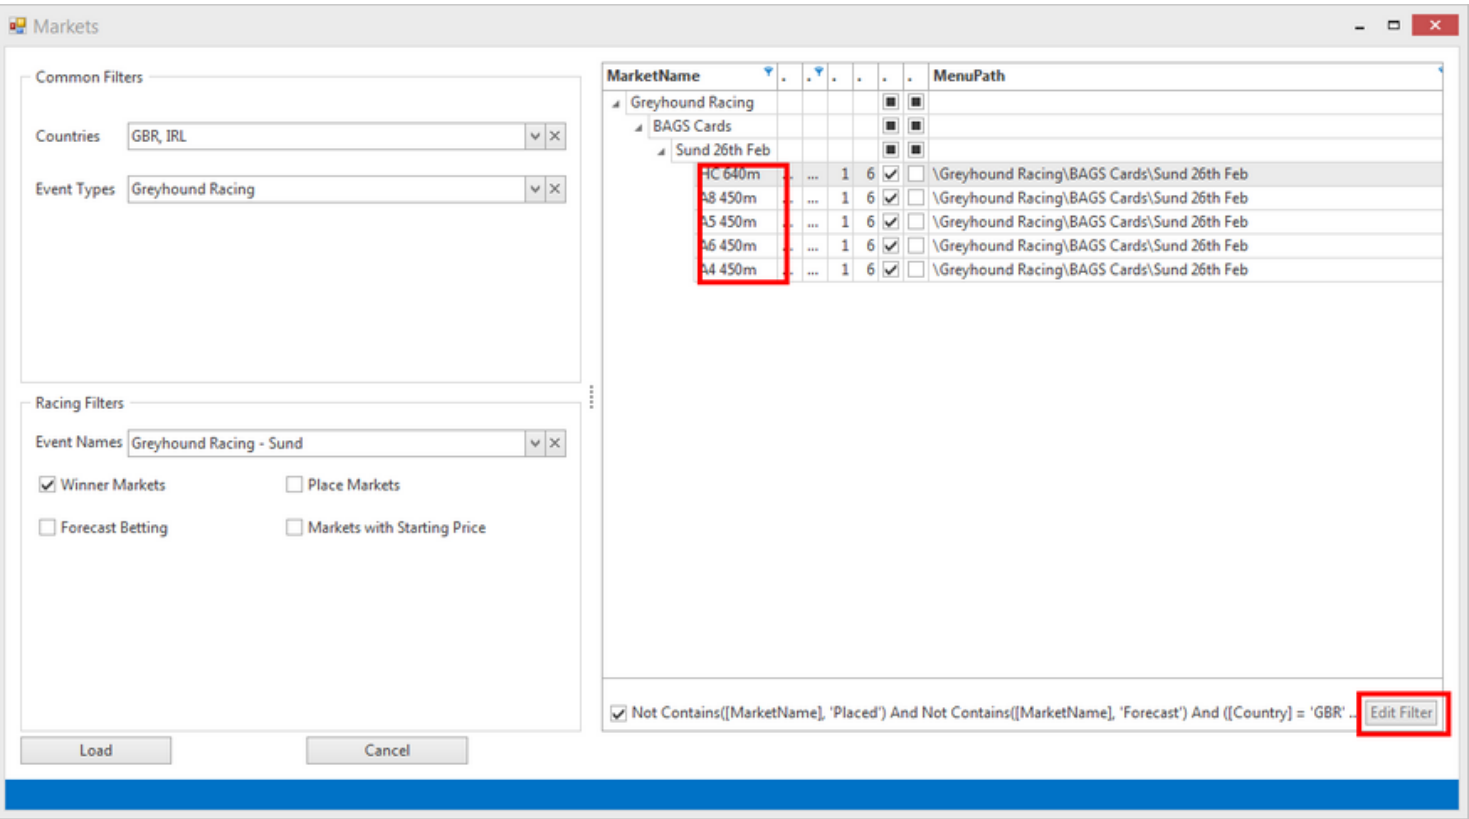 Markets
Common Filters
Countries GBR, IRL
Event Types Greyhound Racing
Racing Filters
Event Names Greyhound Racing - Sund
Winner Markets Place Markets
Forecast Betting Markets with Starting Price
Load Cancel
MarketName . . . . . . MenuPath
Greyhound Racing
BAGS Cards
Sund 26th Feb
HC 640m ... ... 1 6 \Greyhound Racing\BAGS Cards\Sund 26th Feb
A8 450m ... ... 1 6 \Greyhound Racing\BAGS Cards\Sund 26th Feb
A5 450m ... ... 1 6 \Greyhound Racing\BAGS Cards\Sund 26th Feb
A6 450m ... ... 1 6 \Greyhound Racing\BAGS Cards\Sund 26th Feb
A4 450m ... ... 1 6 \Greyhound Racing\BAGS Cards\Sund 26th Feb
Not Contains([MarketName], 'Placed') And Not Contains([MarketName], 'Forecast') And ([Country] = 'GBR' ... Edit Filter